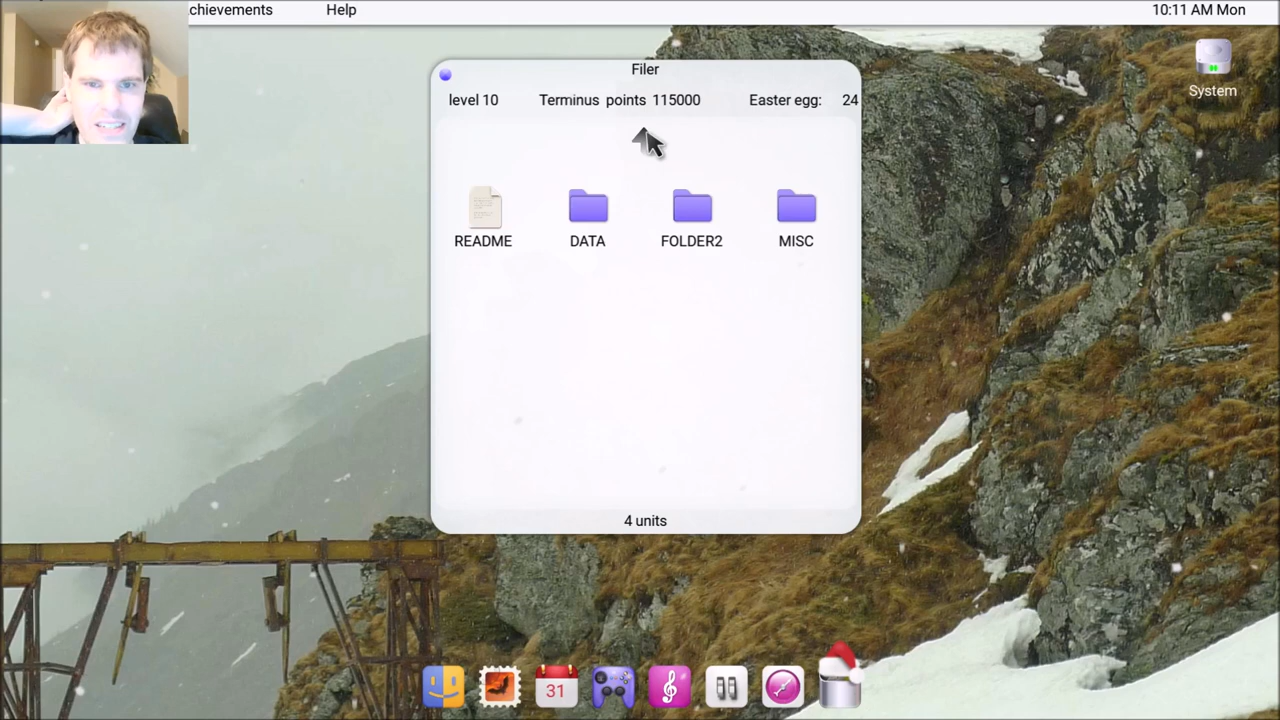 chievements Help 10:11 AM Mon
Filer
level 10 Terminus points 115000 Easter egg: 24
System
README DATA FOLDER2 MISC
4 units
31